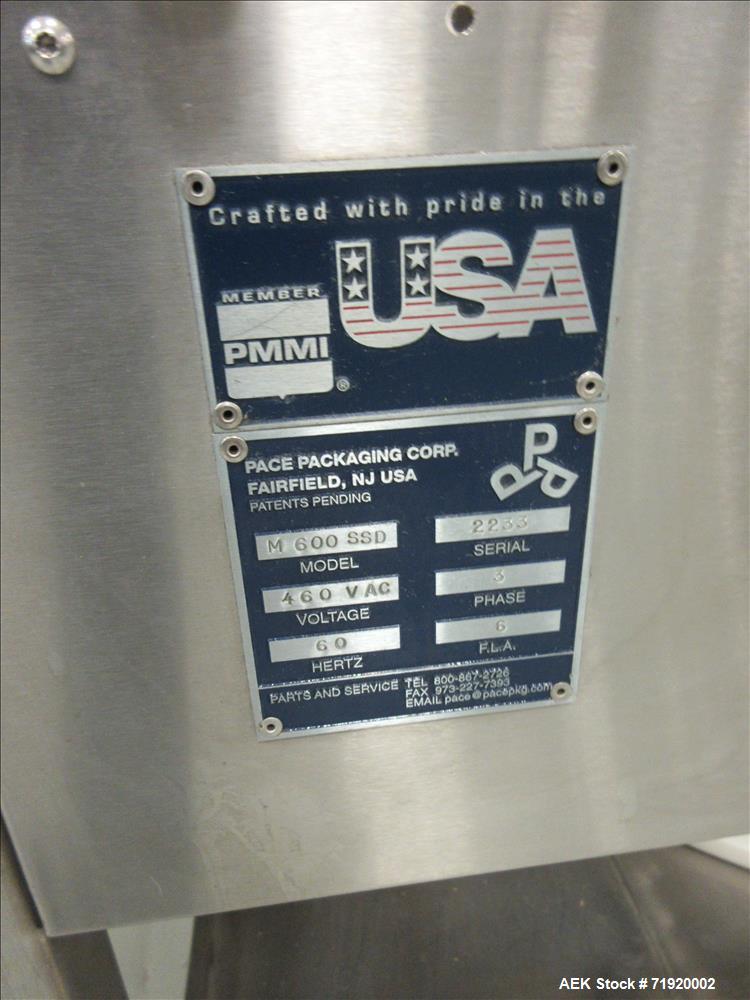 Crafted with pride in the
USA
MEMBER
PMMI
®
PACE PACKAGING CORP.
FAIRFIELD, NJ USA
PATENTS PENDING
PPP
M 600 SSD
MODEL
2233
SERIAL
460 VAC
VOLTAGE
3
PHASE
60
HERTZ
6
F.L.A.
PARTS AND SERVICE
TEL 800-867-2726
FAX 973-227-7393
EMAIL pace@pacepkg.com
AEK Stock #71920002